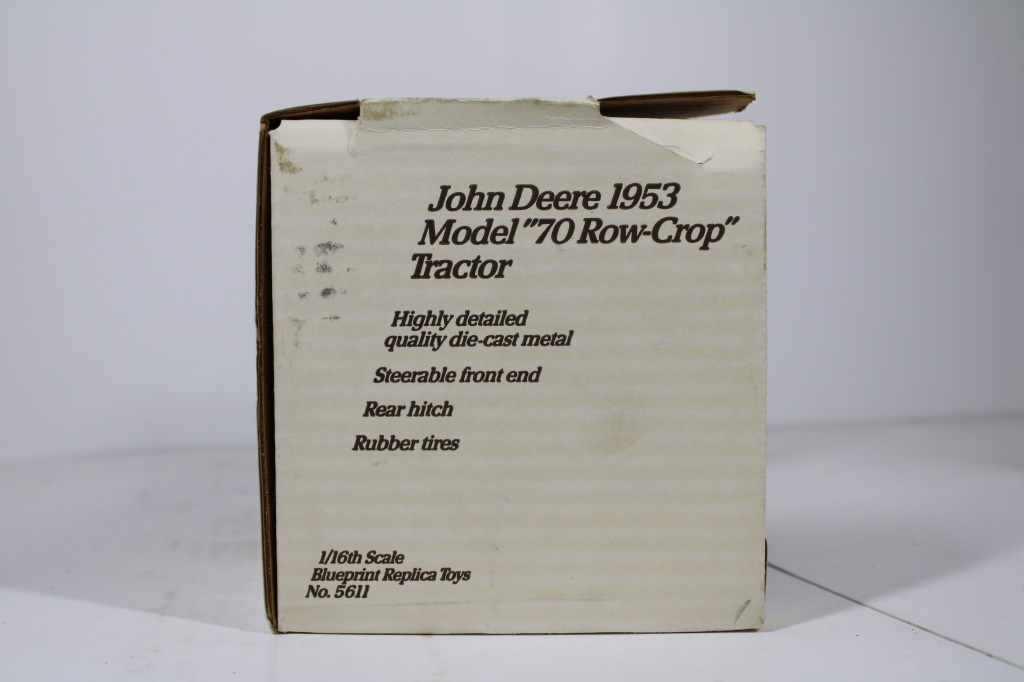 John Deere 1953
Model "70 Row-Crop"
Tractor
Highly detailed
quality die-cast metal
Steerable front end
Rear hitch
Rubber tires
1/16th Scale
Blueprint Replica Toys
No. 5611